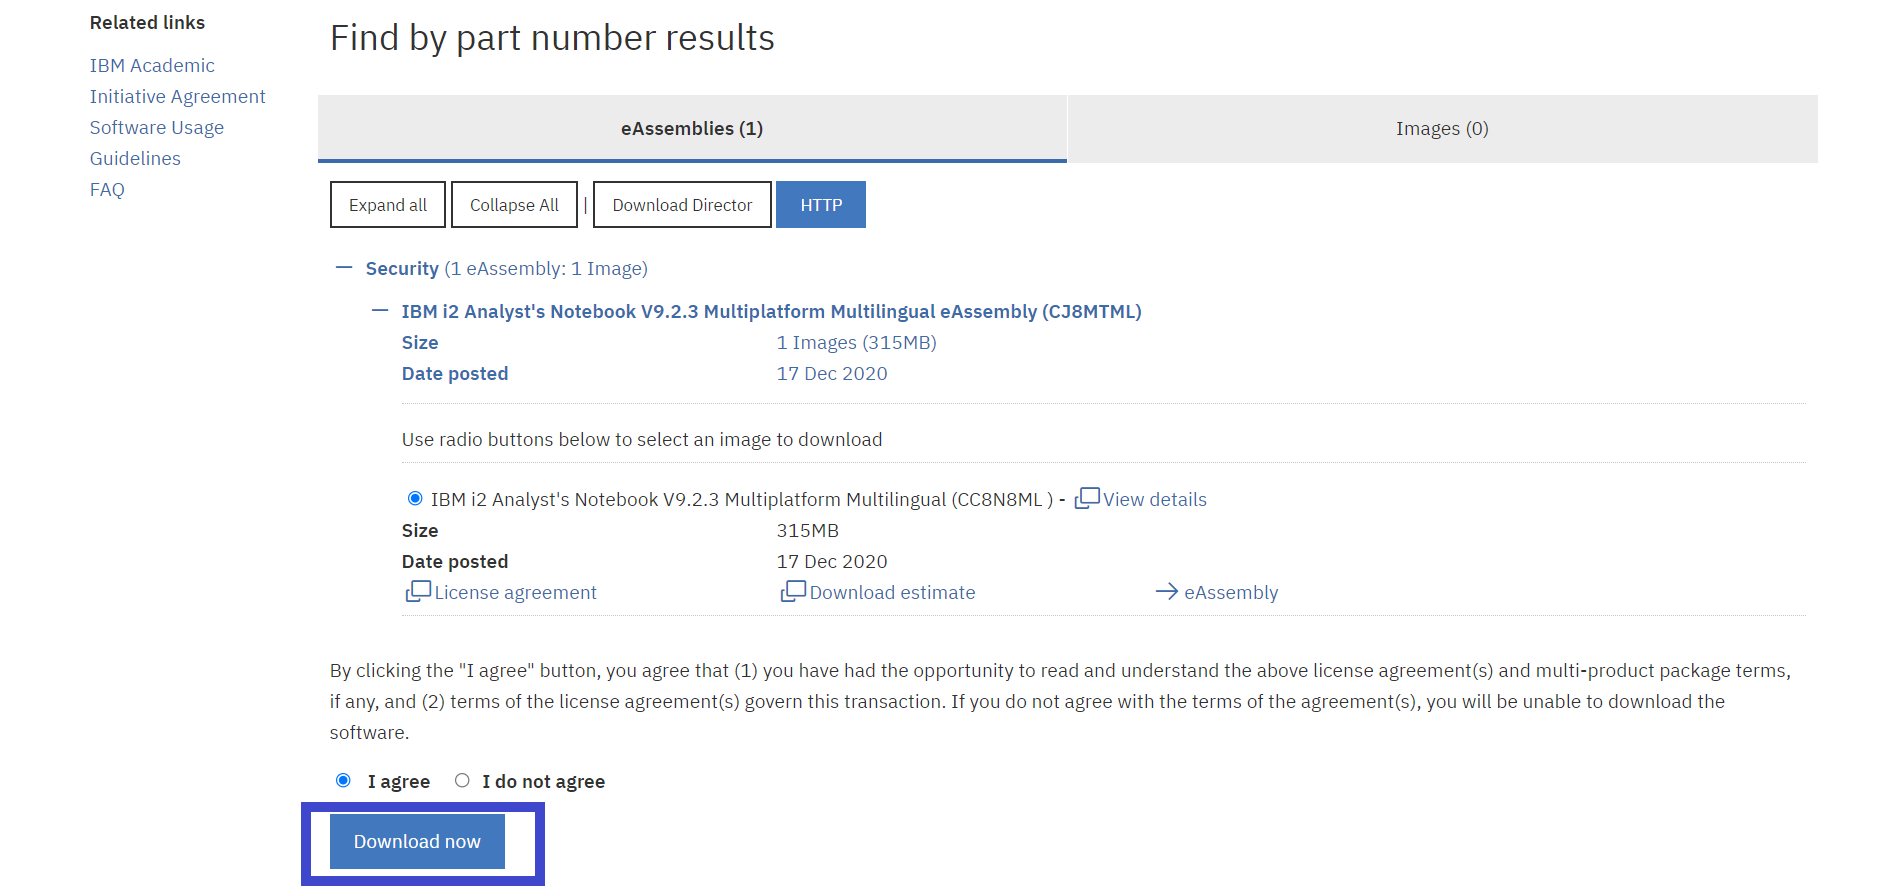 Related links
IBM Academic
Initiative Agreement
Software Usage
Guidelines
FAQ
Find by part number results
eAssemblies (1)
Images (0)
Expand all
Collapse All
|
Download Director
HTTP
Security (1 eAssembly: 1 Image)
IBM i2 Analyst's Notebook V9.2.3 Multiplatform Multilingual eAssembly (CJ8MTML)
Size 1 Images (315MB)
Date posted 17 Dec 2020
Use radio buttons below to select an image to download
IBM i2 Analyst's Notebook V9.2.3 Multiplatform Multilingual (CC8N8ML ) - View details
Size 315MB
Date posted 17 Dec 2020
License agreement Download estimate → eAssembly
By clicking the "I agree" button, you agree that (1) you have had the opportunity to read and understand the above license agreement(s) and multi-product package terms,
if any, and (2) terms of the license agreement(s) govern this transaction. If you do not agree with the terms of the agreement(s), you will be unable to download the
software.
I agree I do not agree
Download now